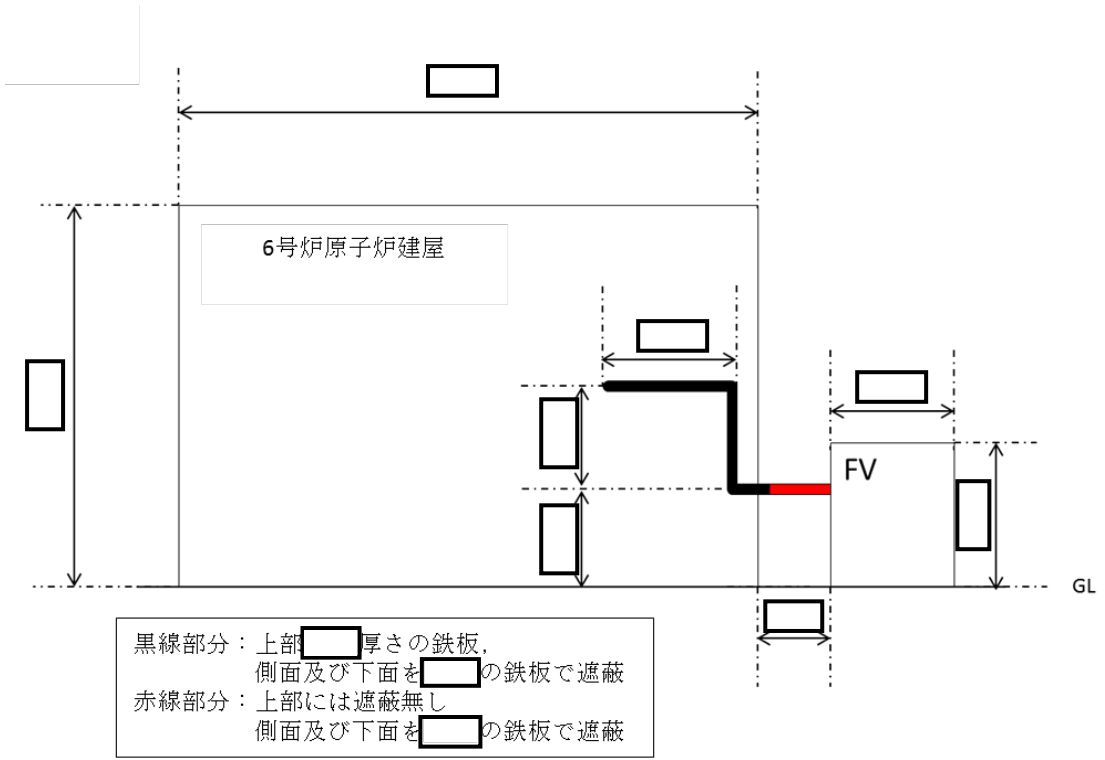 6号炉原子炉建屋
FV
GL
黒線部分：上部 厚さの鉄板，
側面及び下面を の鉄板で遮蔽
赤線部分：上部には遮蔽無し
側面及び下面を の鉄板で遮蔽